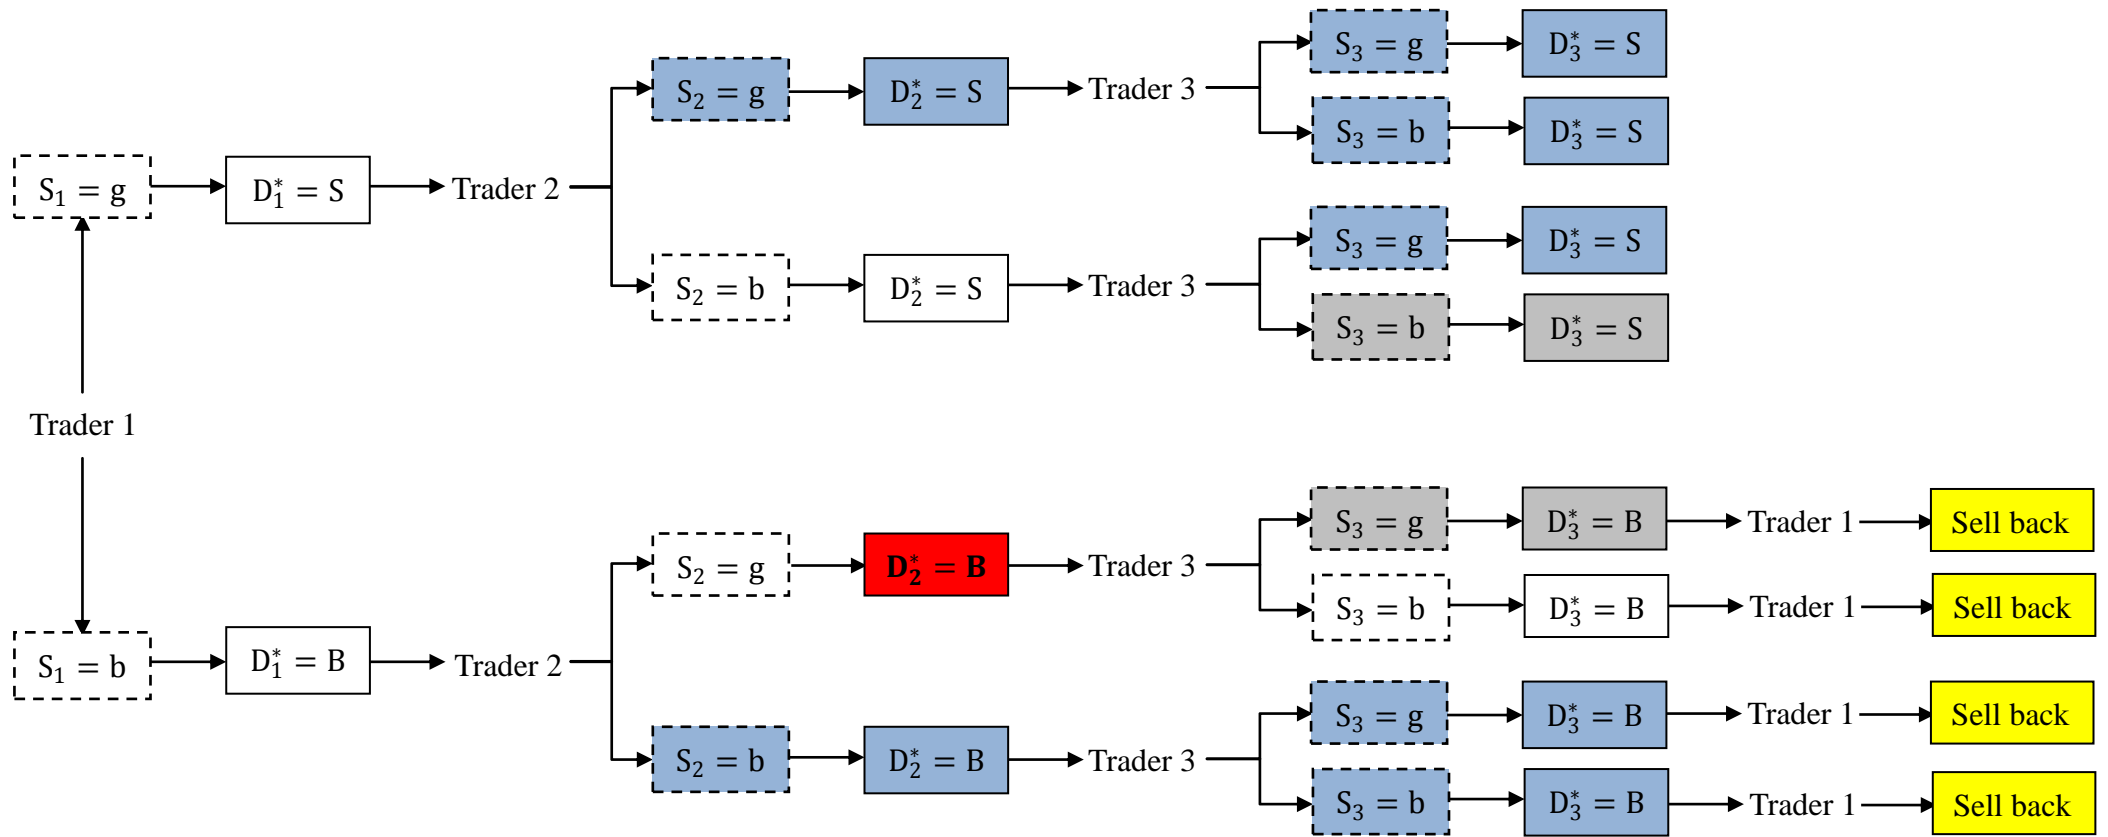 S₃ = g D₃* = S
S₂ = g D₂* = S Trader 3
S₃ = b D₃* = S
S₁ = g D₁* = S Trader 2
S₃ = g D₃* = S
S₂ = b D₂* = S Trader 3
S₃ = b D₃* = S
Trader 1
S₃ = g D₃* = B Trader 1 Sell back
S₂ = g D₂* = B Trader 3
S₃ = b D₃* = B Trader 1 Sell back
S₁ = b D₁* = B Trader 2
S₃ = g D₃* = B Trader 1 Sell back
S₂ = b D₂* = B Trader 3
S₃ = b D₃* = B Trader 1 Sell back